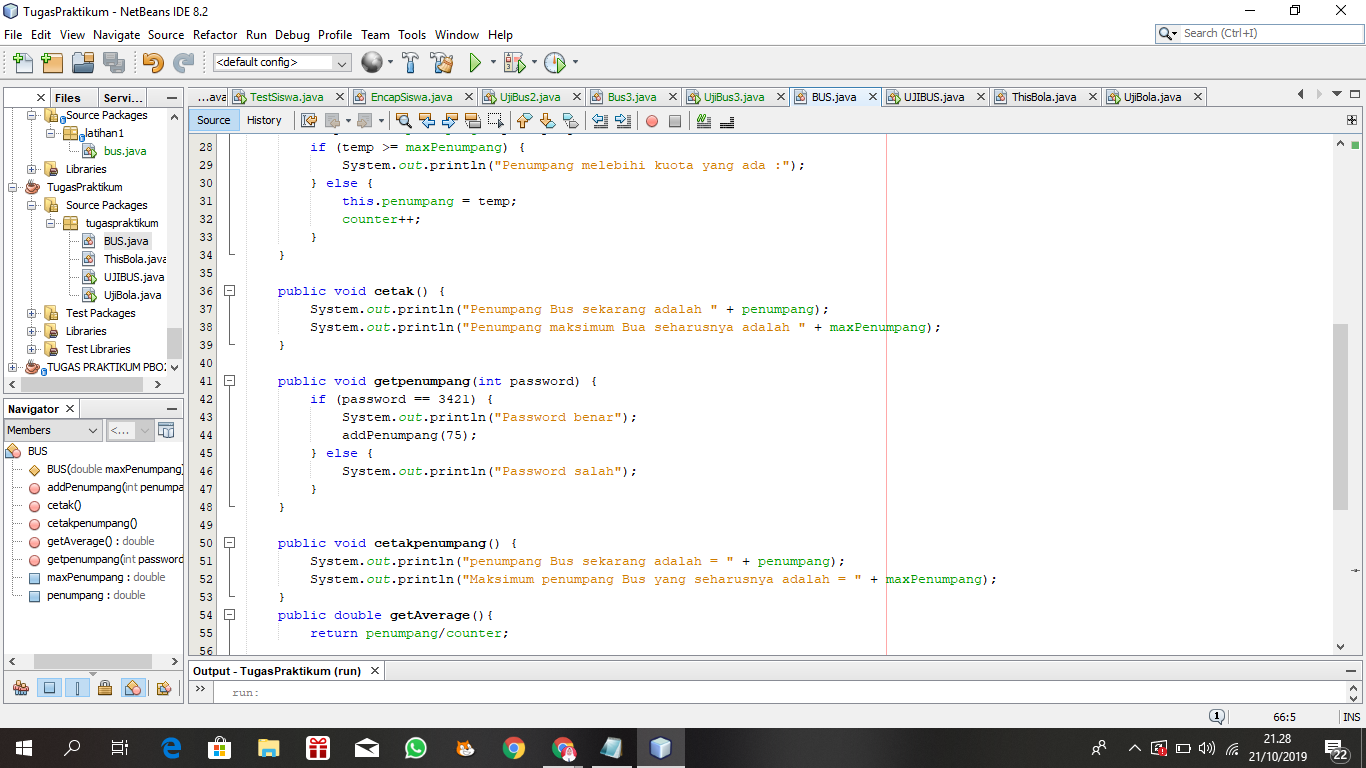 TugasPraktikum - NetBeans IDE 8.2
File Edit View Navigate Source Refactor Run Debug Profile Team Tools Window Help
Search (Ctrl+I)
<default config>
Files Servi...
...ava TestSiswa.java EncapSiswa.java UjiBus2.java Bus3.java UjiBus3.java BUS.java UJIBUS.java ThisBola.java UjiBola.java
Source Packages
latihan1
bus.java
Libraries
TugasPraktikum
Source Packages
tugaspraktikum
BUS.java
ThisBola.java
UJIBUS.java
UjiBola.java
Test Packages
Libraries
Test Libraries
TUGAS PRAKTIKUM PBO
Navigator
Members <...
BUS
BUS(double maxPenumpang)
addPenumpang(int penumpa
cetak()
cetakpenumpang()
getAverage() : double
getpenumpang(int password
maxPenumpang : double
penumpang : double
Source History
28 if (temp >= maxPenumpang) {
29 System.out.println("Penumpang melebihi kuota yang ada :");
30 } else {
31 this.penumpang = temp;
32 counter++;
33 }
34 }
35
36 public void cetak() {
37 System.out.println("Penumpang Bus sekarang adalah " + penumpang);
38 System.out.println("Penumpang maksimum Bua seharusnya adalah " + maxPenumpang);
39 }
40
41 public void getpenumpang(int password) {
42 if (password == 3421) {
43 System.out.println("Password benar");
44 addPenumpang(75);
45 } else {
46 System.out.println("Password salah");
47 }
48 }
49
50 public void cetakpenumpang() {
51 System.out.println("penumpang Bus sekarang adalah = " + penumpang);
52 System.out.println("Maksimum penumpang Bus yang seharusnya adalah = " + maxPenumpang);
53 }
54 public double getAverage(){
55 return penumpang/counter;
56
Output - TugasPraktikum (run)
run:
1 66:5 INS
21.28
21/10/2019
22